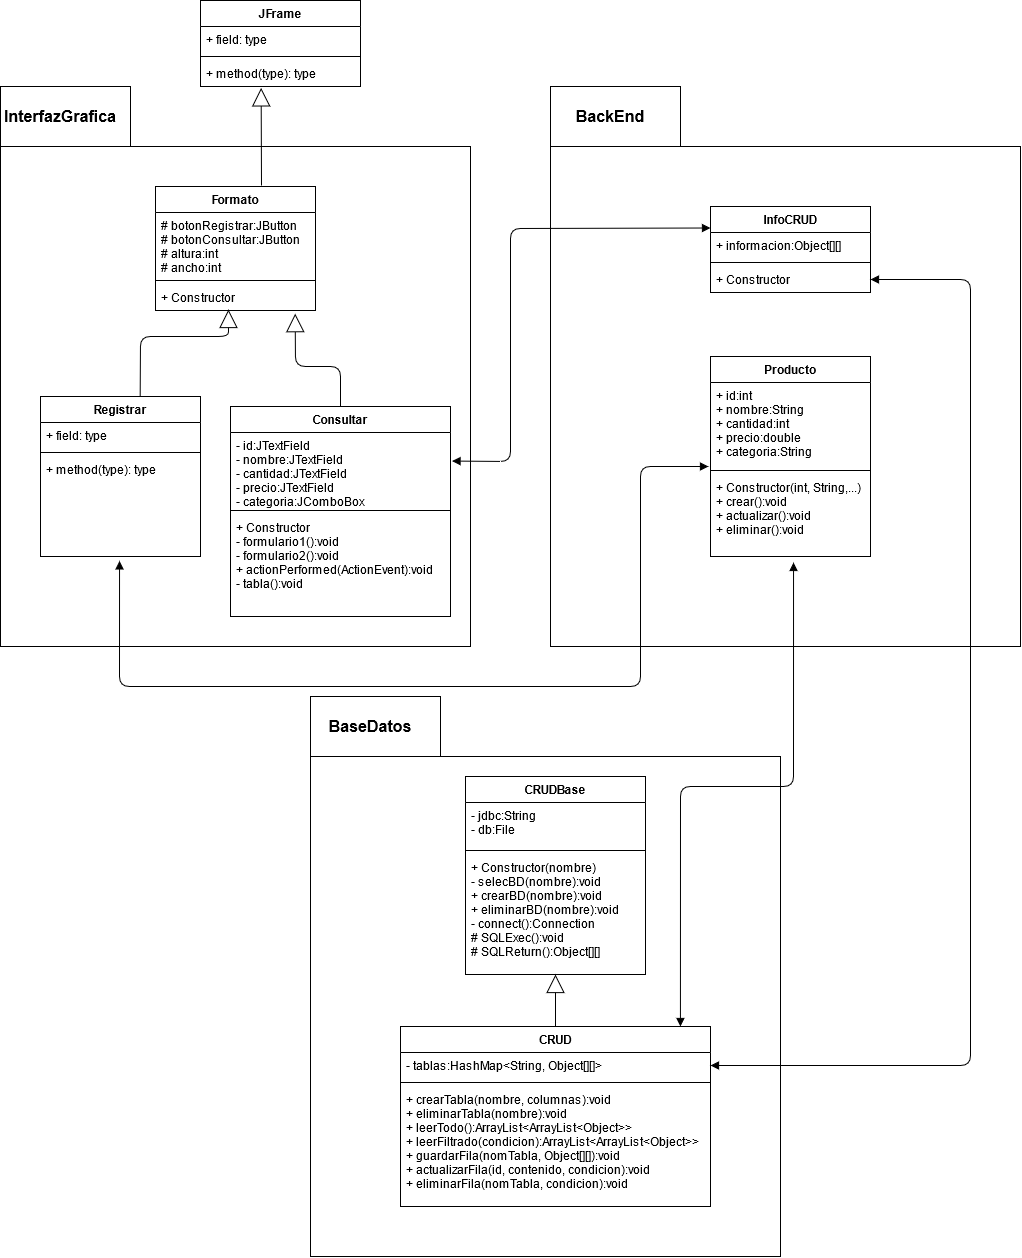 JFrame
+ field: type
+ method(type): type
InterfazGrafica
Formato
# botonRegistrar:JButton
# botonConsultar:JButton
# altura:int
# ancho:int
+ Constructor
Registrar
+ field: type
+ method(type): type
Consultar
- id:JTextField
- nombre:JTextField
- cantidad:JTextField
- precio:JTextField
- categoria:JComboBox
+ Constructor
- formulario1():void
- formulario2():void
+ actionPerformed(ActionEvent):void
- tabla():void
BackEnd
InfoCRUD
+ informacion:Object[][]
+ Constructor
Producto
+ id:int
+ nombre:String
+ cantidad:int
+ precio:double
+ categoria:String
+ Constructor(int, String,...)
+ crear():void
+ actualizar():void
+ eliminar():void
BaseDatos
CRUDBase
- jdbc:String
- db:File
+ Constructor(nombre)
- selecBD(nombre):void
+ crearBD(nombre):void
+ eliminarBD(nombre):void
- connect():Connection
# SQLExec():void
# SQLReturn():Object[][]
CRUD
- tablas:HashMap<String, Object[][]>
+ crearTabla(nombre, columnas):void
+ eliminarTabla(nombre):void
+ leerTodo():ArrayList<ArrayList<Object>>
+ leerFiltrado(condicion):ArrayList<ArrayList<Object>>
+ guardarFila(nomTabla, Object[][]):void
+ actualizarFila(id, contenido, condicion):void
+ eliminarFila(nomTabla, condicion):void